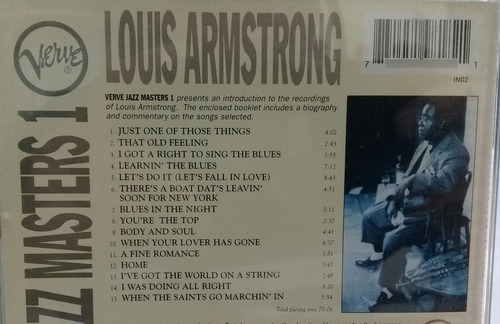 Verve®
LOUIS ARMSTRONG
ZZ MASTERS 1
7 1
IN02
VERVE JAZZ MASTERS 1 presents an introduction to the recordings
of Louis Armstrong. The enclosed booklet includes a biography
and commentary on the songs selected.
1. JUST ONE OF THOSE THINGS 4:02
2. THAT OLD FEELING 2:43
3. I GOT A RIGHT TO SING THE BLUES 3:55
4. LEARNIN' THE BLUES 7:12
5. LET'S DO IT (LET'S FALL IN LOVE) 8:43
6. THERE'S A BOAT DAT'S LEAVIN'
SOON FOR NEW YORK 4:51
7. BLUES IN THE NIGHT 5:11
8. YOU'RE THE TOP 2:30
9. BODY AND SOUL 4:41
10. WHEN YOUR LOVER HAS GONE 4:37
11. A FINE ROMANCE 3:51
12. HOME 5:47
13. I'VE GOT THE WORLD ON A STRING
14. I WAS DOING ALL RIGHT
15. WHEN THE SAINTS GO MARCHIN' IN 5:54
Total playing time 70:06